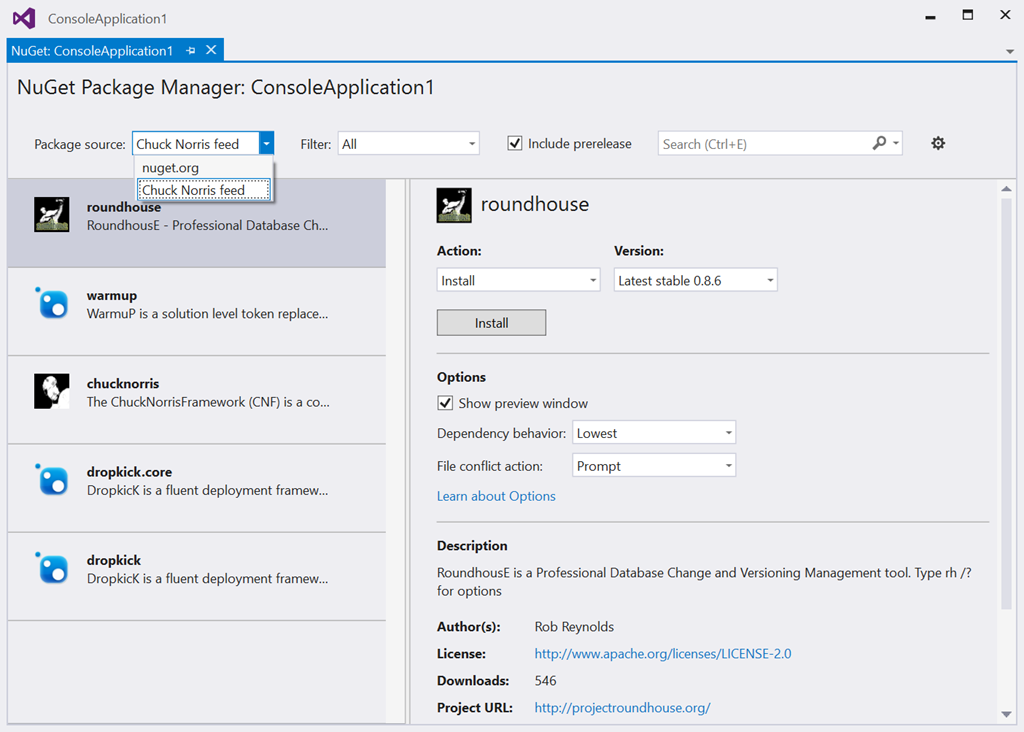 ConsoleApplication1
NuGet: ConsoleApplication1
NuGet Package Manager: ConsoleApplication1
Package source: Chuck Norris feed Filter: All Include prerelease Search (Ctrl+E)
nuget.org
Chuck Norris feed
roundhouse
RoundhousE - Professional Database Ch...
warmup
WarmuP is a solution level token replace...
chucknorris
The ChuckNorrisFramework (CNF) is a co...
dropkick.core
DropkicK is a fluent deployment framew...
dropkick
DropkicK is a fluent deployment framew...
roundhouse
Action: Version:
Install Latest stable 0.8.6
Install
Options
Show preview window
Dependency behavior: Lowest
File conflict action: Prompt
Learn about Options
Description
RoundhousE is a Professional Database Change and Versioning Management tool. Type rh /?
for options
Author(s): Rob Reynolds
License: http://www.apache.org/licenses/LICENSE-2.0
Downloads: 546
Project URL: http://projectroundhouse.org/